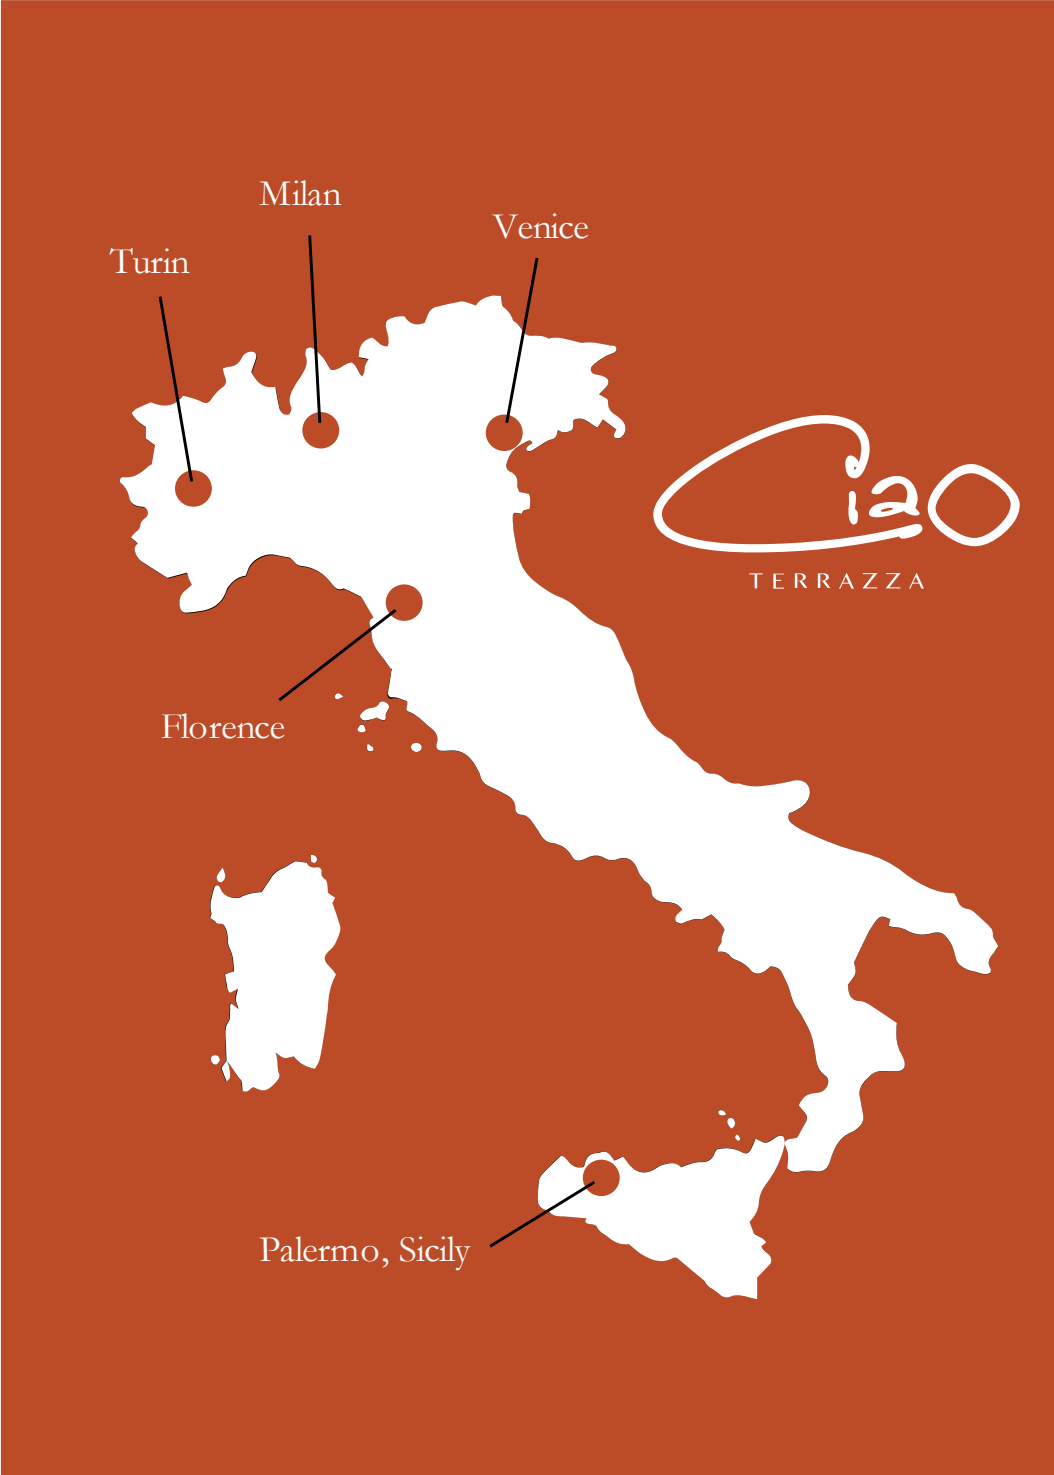 Milan
Venice
Turin
Ciao
TERRAZZA
Florence
Palermo, Sicily